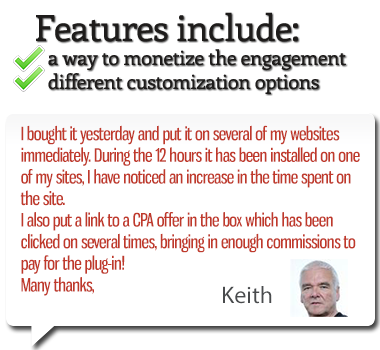 Features include:
a way to monetize the engagement
different customization options
I bought it yesterday and put it on several of my websites
immediately. During the 12 hours it has been installed on one
of my sites, I have noticed an increase in the time spent on
the site.
I also put a link to a CPA offer in the box which has been
clicked on several times, bringing in enough commissions to
pay for the plug-in!
Many thanks,
Keith